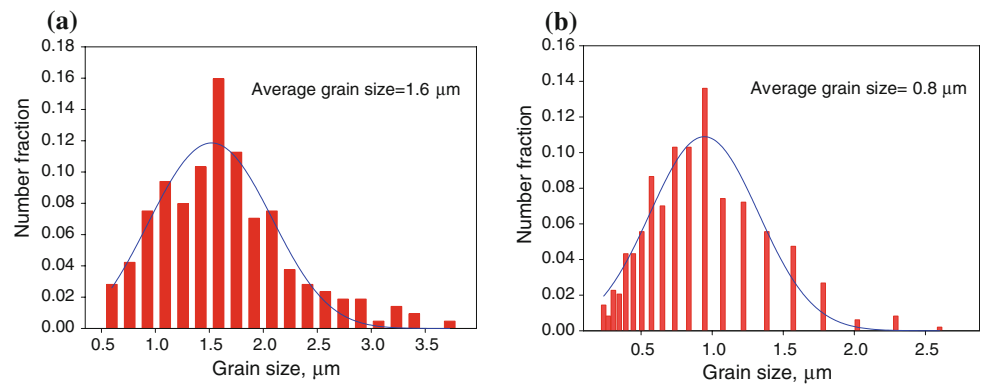 (a)
Number fraction
0.18
0.16
0.14
0.12
0.10
0.08
0.06
0.04
0.02
0.00
Average grain size=1.6 μm
0.5 1.0 1.5 2.0 2.5 3.0 3.5
Grain size, μm
(b)
Number fraction
0.16
0.14
0.12
0.10
0.08
0.06
0.04
0.02
0.00
Average grain size= 0.8 μm
0.5 1.0 1.5 2.0 2.5
Grain size, μm